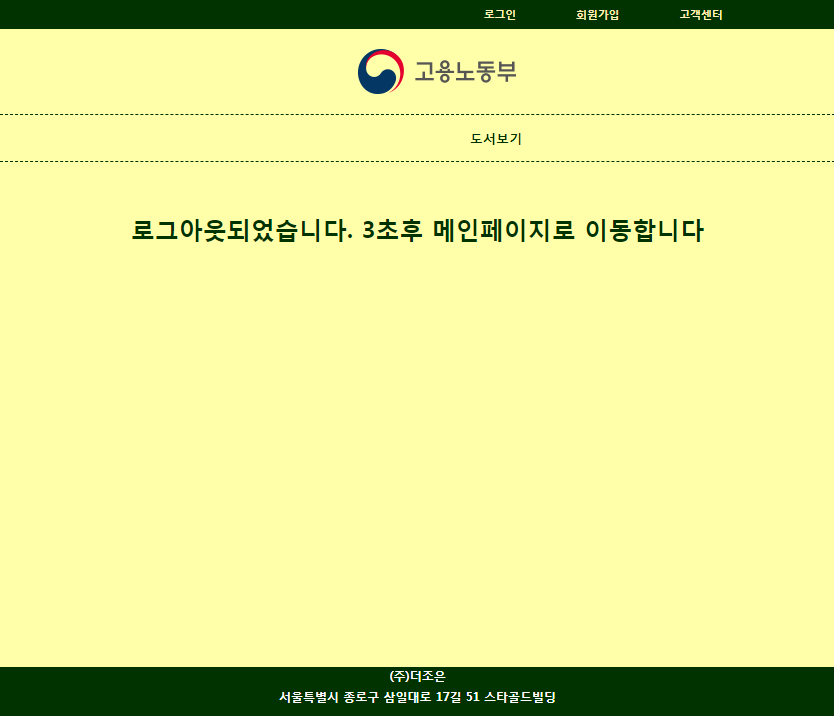 로그인 회원가입 고객센터
고용노동부
도서보기
로그아웃되었습니다. 3초후 메인페이지로 이동합니다
(주)더조은
서울특별시 종로구 삼일대로 17길 51 스타골드빌딩